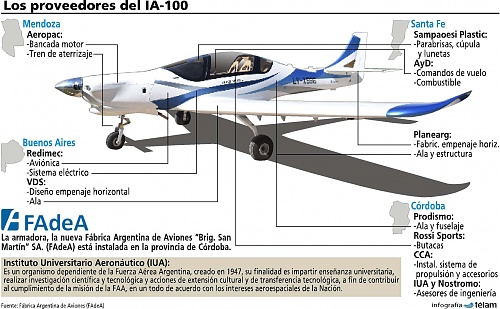 Los proveedores del IA-100
Mendoza
Aeropac:
-Bancada motor
-Tren de aterrizaje
Santa Fe
Sampaoesi Plastic:
-Parabrisas, cúpula
y lunetas
AyD:
-Comandos de vuelo
-Combustible
Planearg:
-Fabric. empenaje horiz.
-Ala y estructura
Buenos Aires
Redimec:
-Aviónica
-Sistema eléctrico
VDS:
-Diseño empenaje horizontal
-Ala
Córdoba
Prodismo:
-Ala y fuselaje
Rossi Sports:
-Butacas
CCA:
-Instal. sistema de
propulsión y accesorios
IUA y Nostromo:
-Asesores de ingeniería
FAdeA
La armadora, la nueva Fábrica Argentina de Aviones "Brig. San
Martín" SA. (FAdeA) está instalada en la provincia de Córdoba.
Instituto Universitario Aeronáutico (IUA):
Es un organismo dependiente de la Fuerza Aérea Argentina, creado en 1947, su finalidad es impartir enseñanza universitaria,
realizar investigación científica y tecnológica y acciones de extensión cultural y de transferencia tecnológica, a fin de contribuir
al cumplimiento de la misión de la FAA, en un todo de acuerdo con los intereses aeroespaciales de la Nación.
Fuente: Fábrica Argentina de Aviones (FAdeA)
infografía télam